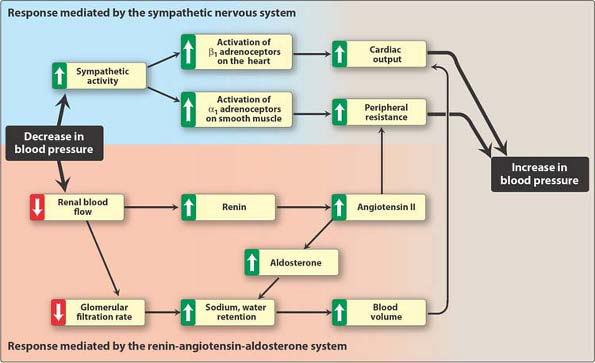 Response mediated by the sympathetic nervous system
Activation of
β1 adrenoceptors
on the heart
Cardiac
output
Sympathetic
activity
Activation of
α1 adrenoceptors
on smooth muscle
Peripheral
resistance
Decrease in
blood pressure
Increase in
blood pressure
Renal blood
flow
Renin
Angiotensin II
Aldosterone
Glomerular
filtration rate
Sodium, water
retention
Blood
volume
Response mediated by the renin-angiotensin-aldosterone system